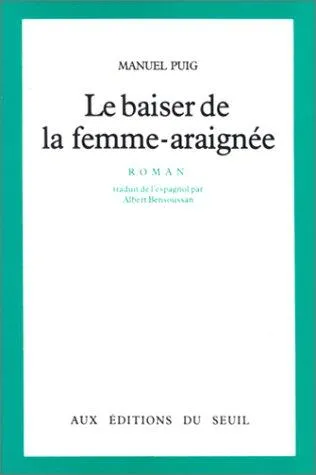 MANUEL PUIG
Le baiser de
la femme-araignée
ROMAN
traduit de l'espagnol par
Albert Bensoussan
AUX ÉDITIONS DU SEUIL